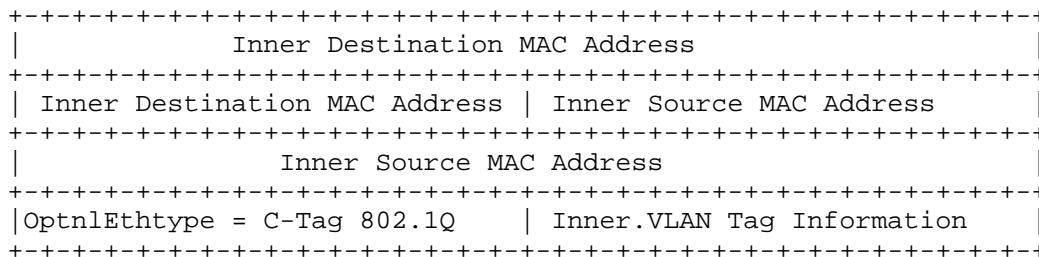 +-+-+-+-+-+-+-+-+-+-+-+-+-+-+-+-+-+-+-+-+-+-+-+-+-+-+-+-+-+-+-+-+-+
| Inner Destination MAC Address |
+-+-+-+-+-+-+-+-+-+-+-+-+-+-+-+-+-+-+-+-+-+-+-+-+-+-+-+-+-+-+-+-+-+
| Inner Destination MAC Address | Inner Source MAC Address |
+-+-+-+-+-+-+-+-+-+-+-+-+-+-+-+-+-+-+-+-+-+-+-+-+-+-+-+-+-+-+-+-+-+
| Inner Source MAC Address |
+-+-+-+-+-+-+-+-+-+-+-+-+-+-+-+-+-+-+-+-+-+-+-+-+-+-+-+-+-+-+-+-+-+
|OptnlEthtype = C-Tag 802.1Q | Inner.VLAN Tag Information |
+-+-+-+-+-+-+-+-+-+-+-+-+-+-+-+-+-+-+-+-+-+-+-+-+-+-+-+-+-+-+-+-+-+